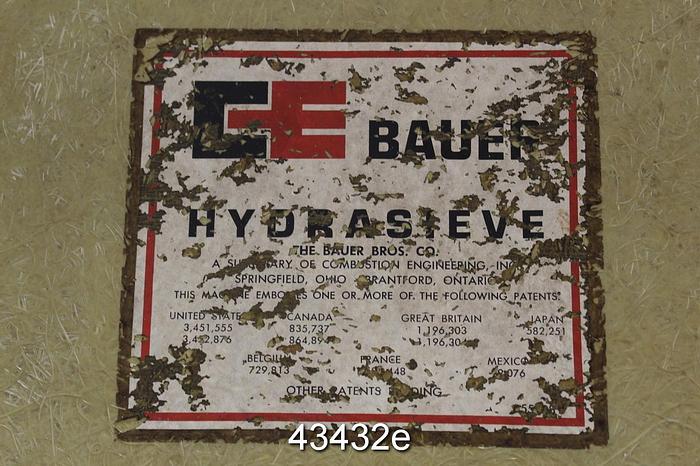 CE BAUER
HYDRASIEVE
THE BAUER BROS. CO.
A SUBSIDIARY OF COMBUSTION ENGINEERING, INC.
SPRINGFIELD, OHIO BRANTFORD, ONTARIO
THIS MACHINE EMBODIES ONE OR MORE OF THE FOLLOWING PATENTS
UNITED STATES CANADA GREAT BRITAIN JAPAN
3,451,555 835,737 1,196,303 582,251
BELGIUM FRANCE MEXICO
729,813
OTHER PATENTS PENDING
43432e